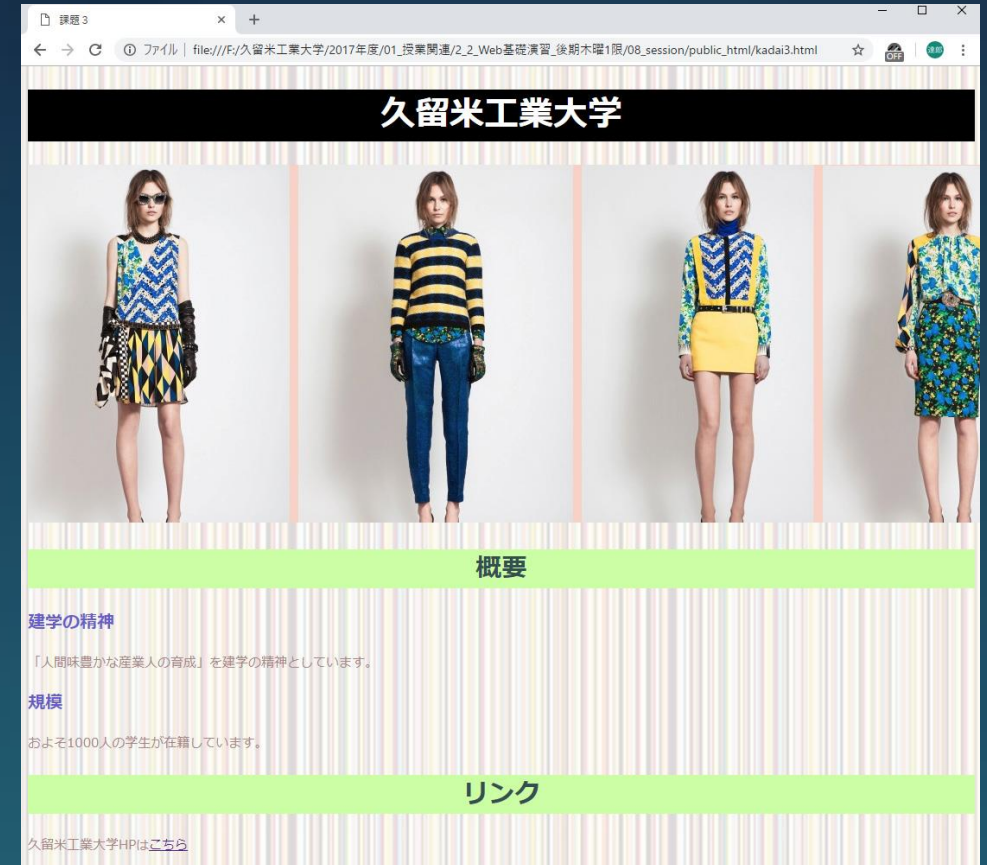 課題3
ファイル | file:///F:/久留米工業大学/2017年度/01_授業関連/2_2_Web基礎演習_後期木曜1限/08_session/public_html/kadai3.html
OFF
達郎
久留米工業大学
概要
建学の精神
「人間味豊かな産業人の育成」を建学の精神としています。
規模
およそ1000人の学生が在籍しています。
リンク
久留米工業大学HPはこちら